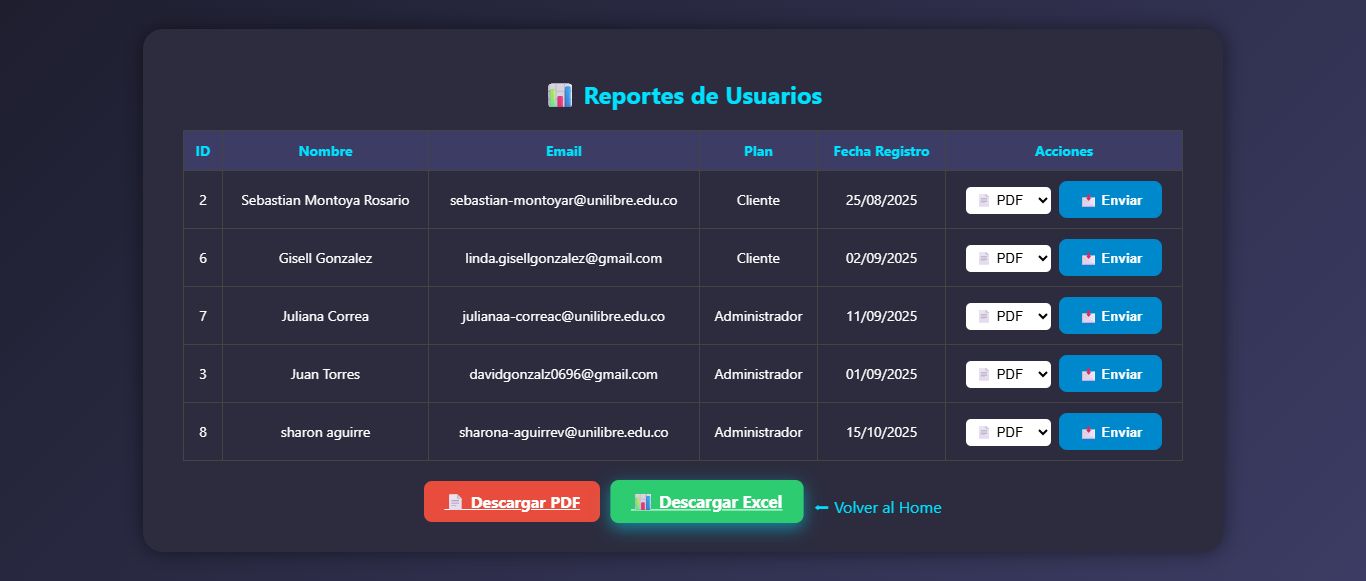 📊 Reportes de Usuarios
ID Nombre Email Plan Fecha Registro Acciones
2 Sebastian Montoya Rosario sebastian-montoyar@unilibre.edu.co Cliente 25/08/2025 📄 PDF 📩 Enviar
6 Gisell Gonzalez linda.gisellgonzalez@gmail.com Cliente 02/09/2025 📄 PDF 📩 Enviar
7 Juliana Correa julianaa-correac@unilibre.edu.co Administrador 11/09/2025 📄 PDF 📩 Enviar
3 Juan Torres davidgonzalz0696@gmail.com Administrador 01/09/2025 📄 PDF 📩 Enviar
8 sharon aguirre sharona-aguirrev@unilibre.edu.co Administrador 15/10/2025 📄 PDF 📩 Enviar
📄 Descargar PDF 📊 Descargar Excel ⬅ Volver al Home